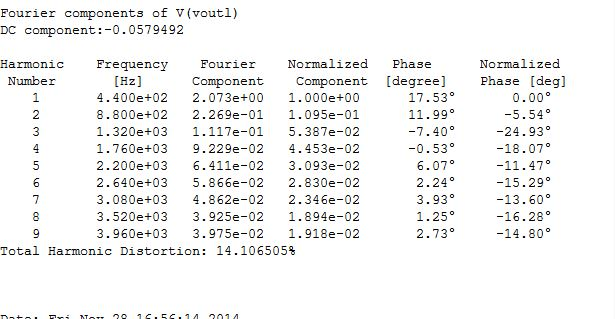 Fourier components of V(voutl)
DC component:-0.0579492
Harmonic Frequency Fourier Normalized Phase Normalized
Number [Hz] Component Component [degree] Phase [deg]
1 4.400e+02 2.073e+00 1.000e+00 17.53° 0.00°
2 8.800e+02 2.269e-01 1.095e-01 11.99° -5.54°
3 1.320e+03 1.117e-01 5.387e-02 -7.40° -24.93°
4 1.760e+03 9.229e-02 4.453e-02 -0.53° -18.07°
5 2.200e+03 6.411e-02 3.093e-02 6.07° -11.47°
6 2.640e+03 5.866e-02 2.830e-02 2.24° -15.29°
7 3.080e+03 4.862e-02 2.346e-02 3.93° -13.60°
8 3.520e+03 3.925e-02 1.894e-02 1.25° -16.28°
9 3.960e+03 3.975e-02 1.918e-02 2.73° -14.80°
Total Harmonic Distortion: 14.106505%
Date: Fri Nov 28 16:56:14 2014